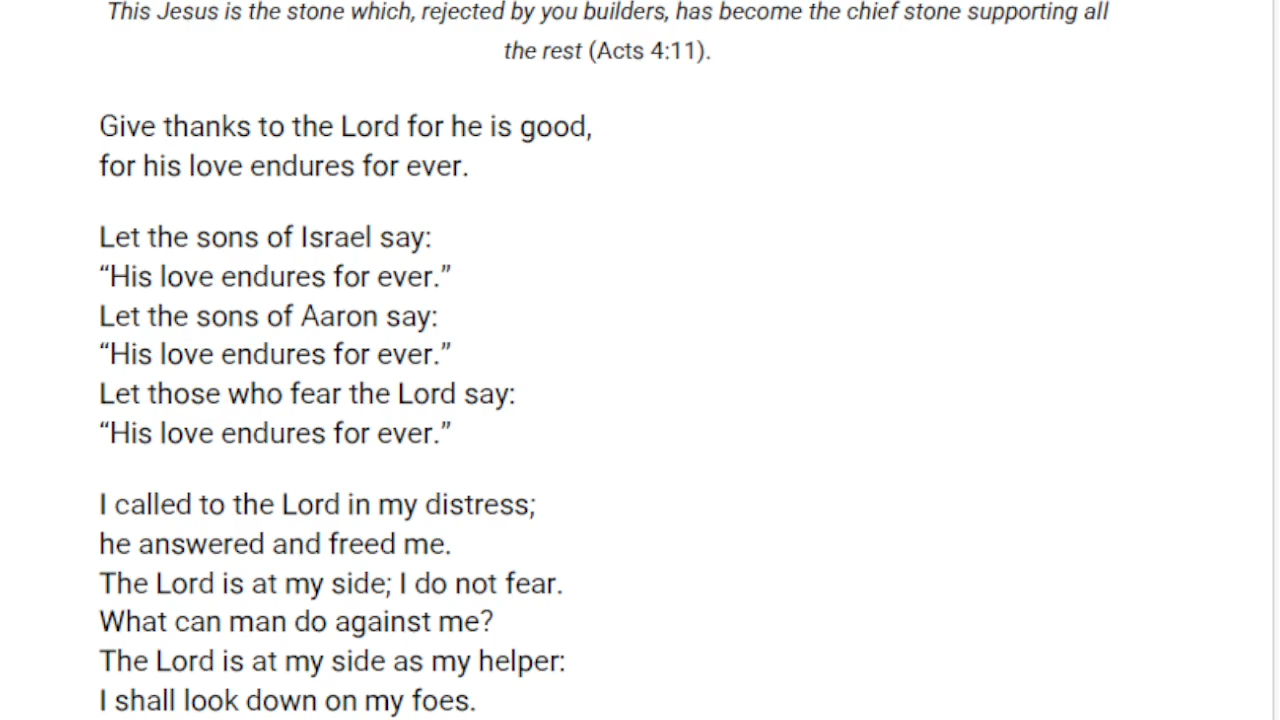 This Jesus is the stone which, rejected by you builders, has become the chief stone supporting all
the rest (Acts 4:11).
Give thanks to the Lord for he is good,
for his love endures for ever.
Let the sons of Israel say:
“His love endures for ever.”
Let the sons of Aaron say:
“His love endures for ever.”
Let those who fear the Lord say:
“His love endures for ever.”
I called to the Lord in my distress;
he answered and freed me.
The Lord is at my side; I do not fear.
What can man do against me?
The Lord is at my side as my helper:
I shall look down on my foes.